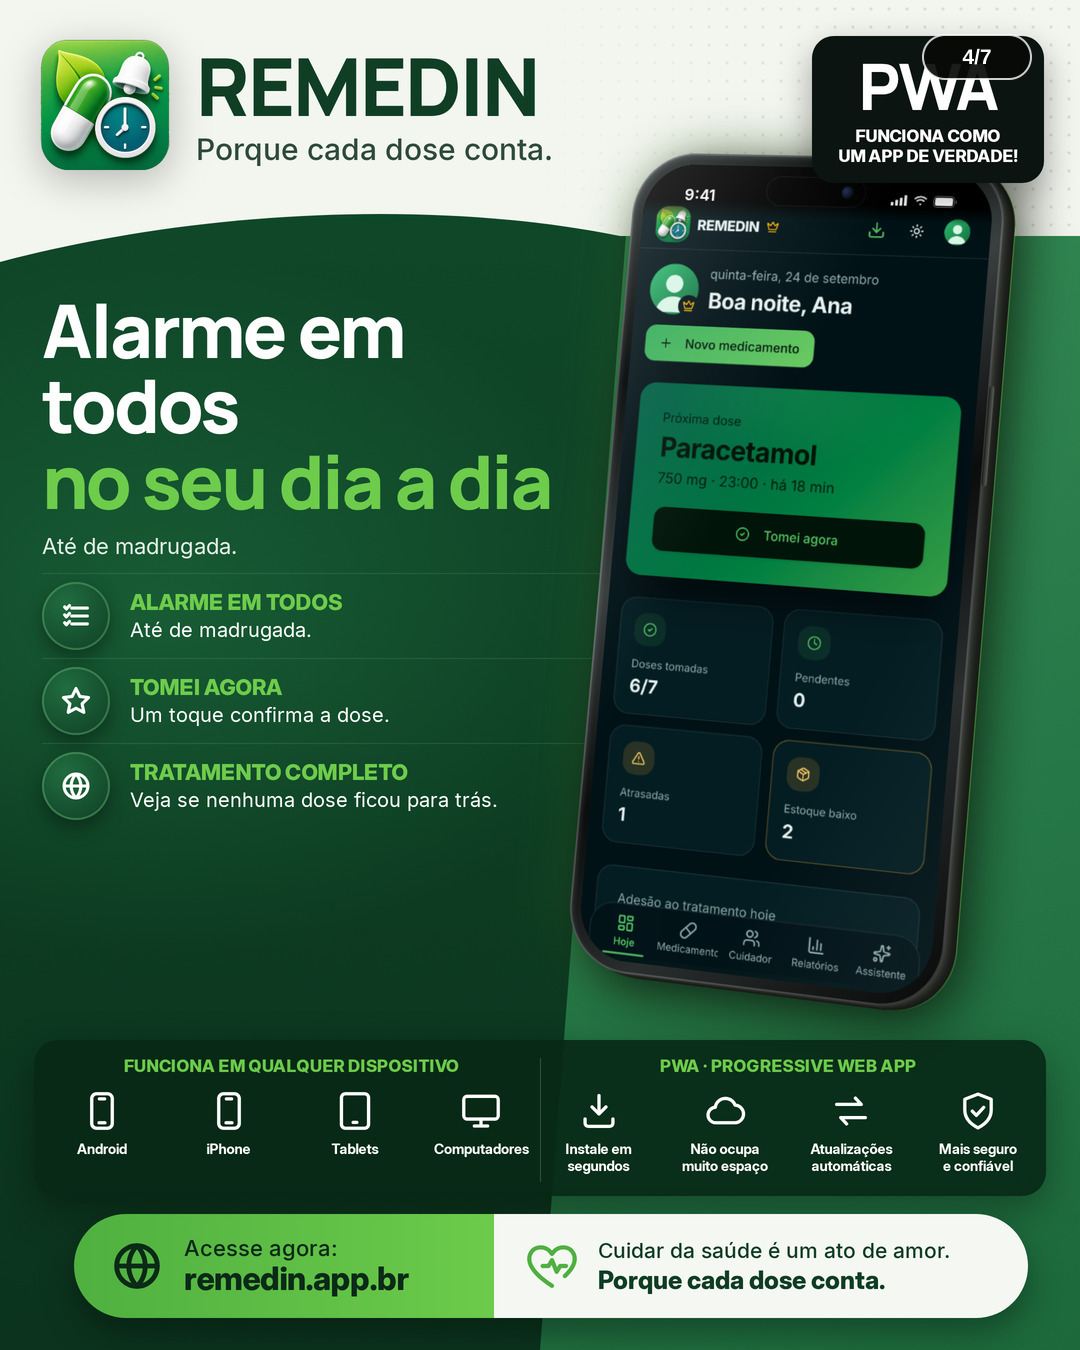 REMEDIN
Porque cada dose conta.
4/7
PWA
FUNCIONA COMO
UM APP DE VERDADE!
Alarme em
todos
no seu dia a dia
Até de madrugada.
ALARME EM TODOS
Até de madrugada.
TOMEI AGORA
Um toque confirma a dose.
TRATAMENTO COMPLETO
Veja se nenhuma dose ficou para trás.
9:41
REMEDIN
quinta-feira, 24 de setembro
Boa noite, Ana
+ Novo medicamento
Próxima dose
Paracetamol
750 mg · 23:00 · há 18 min
Tomei agora
Doses tomadas
6/7
Pendentes
0
Atrasadas
1
Estoque baixo
2
Adesão ao tratamento hoje
Hoje
Medicamentc
Cuidador
Relatórios
Assistente
FUNCIONA EM QUALQUER DISPOSITIVO
Android
iPhone
Tablets
Computadores
PWA · PROGRESSIVE WEB APP
Instale em
segundos
Não ocupa
muito espaço
Atualizações
automáticas
Mais seguro
e confiável
Acesse agora:
remedin.app.br
Cuidar da saúde é um ato de amor.
Porque cada dose conta.